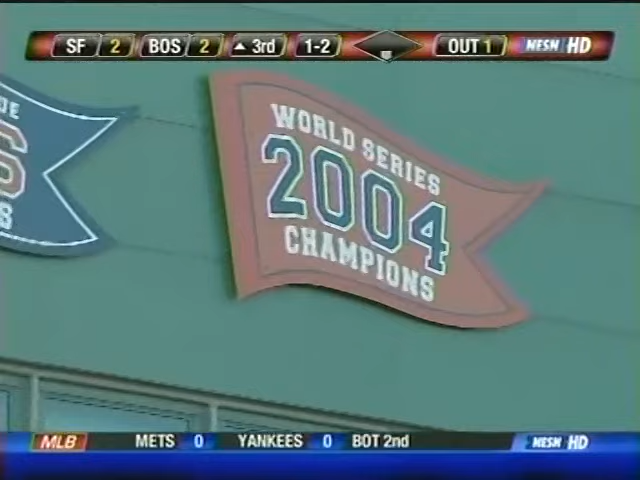 SF 2 BOS 2 ▲ 3rd 1-2 OUT 1 NESN HD
DE
S
S
WORLD SERIES
2004
CHAMPIONS
MLB METS 0 YANKEES 0 BOT 2nd NESN HD